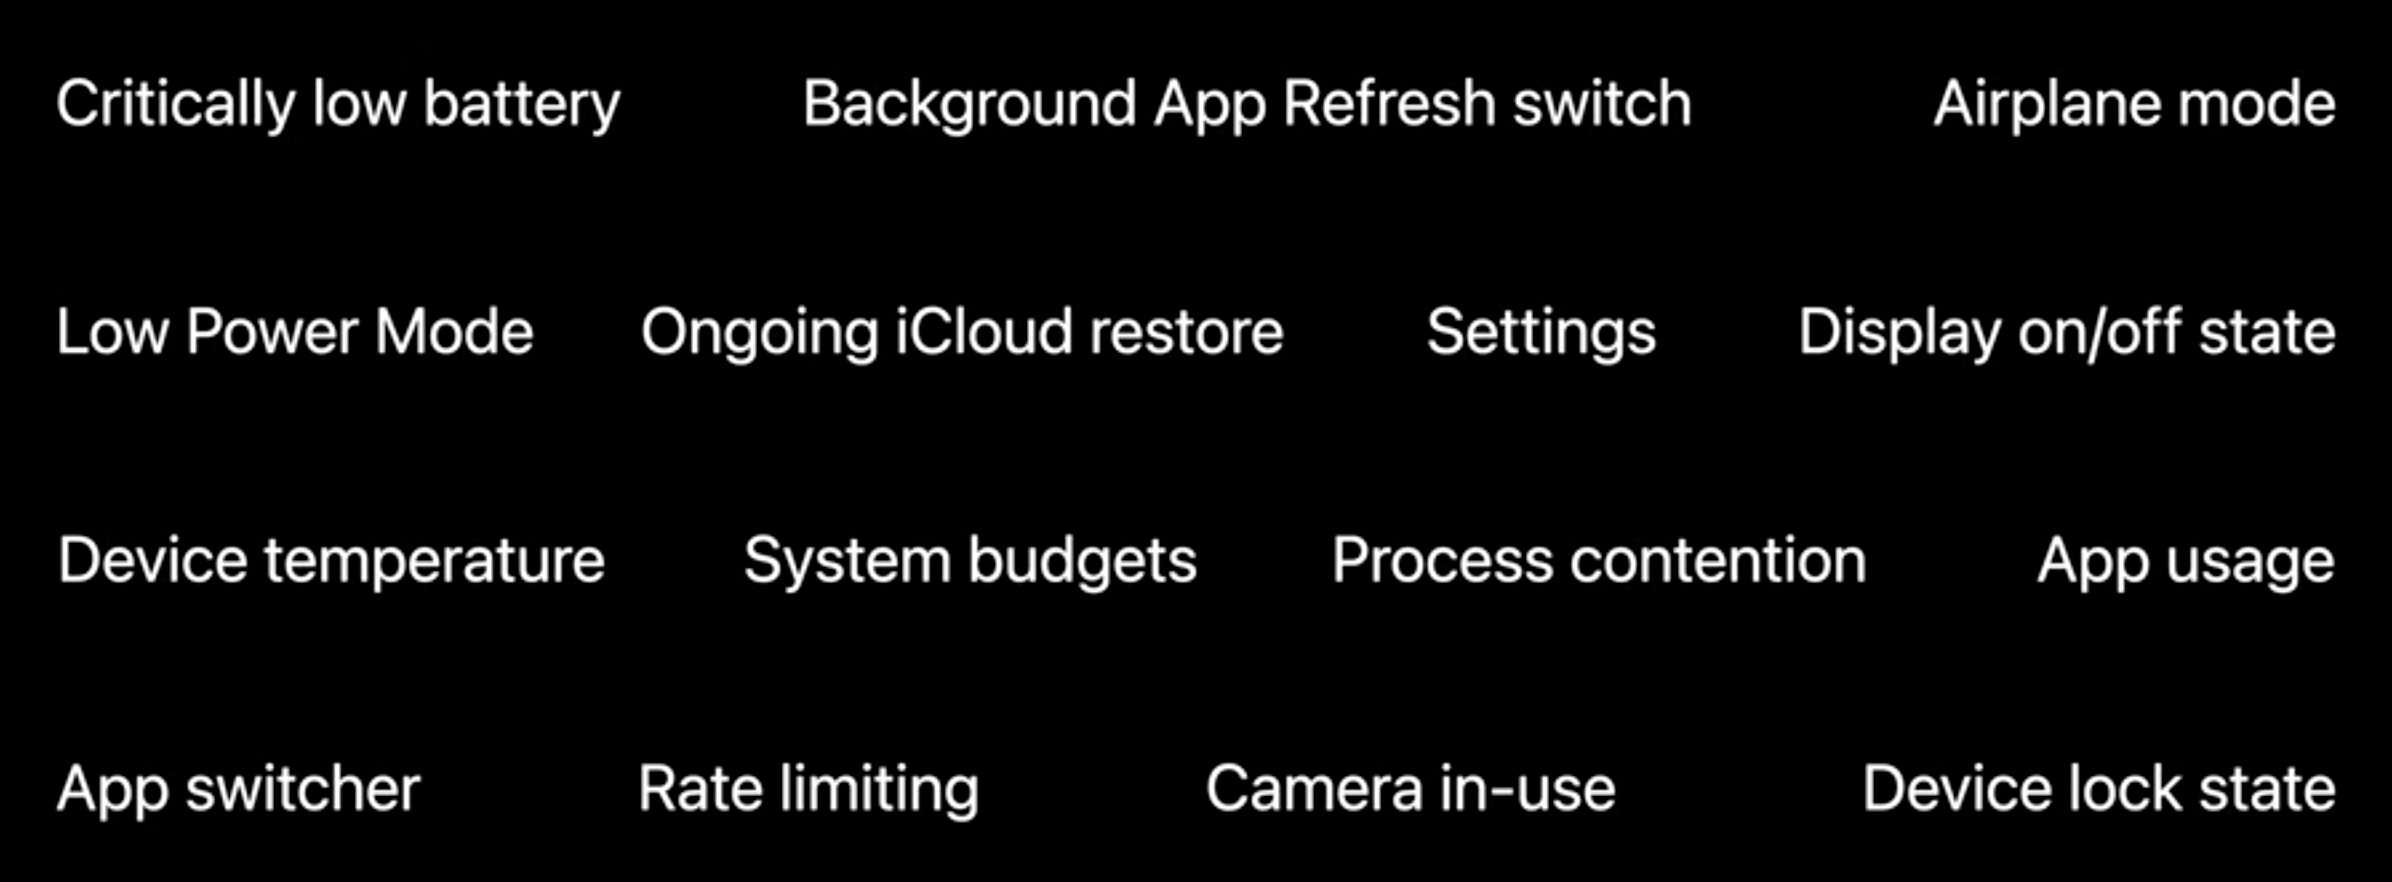 Critically low battery Background App Refresh switch Airplane mode
Low Power Mode Ongoing iCloud restore Settings Display on/off state
Device temperature System budgets Process contention App usage
App switcher Rate limiting Camera in-use Device lock state